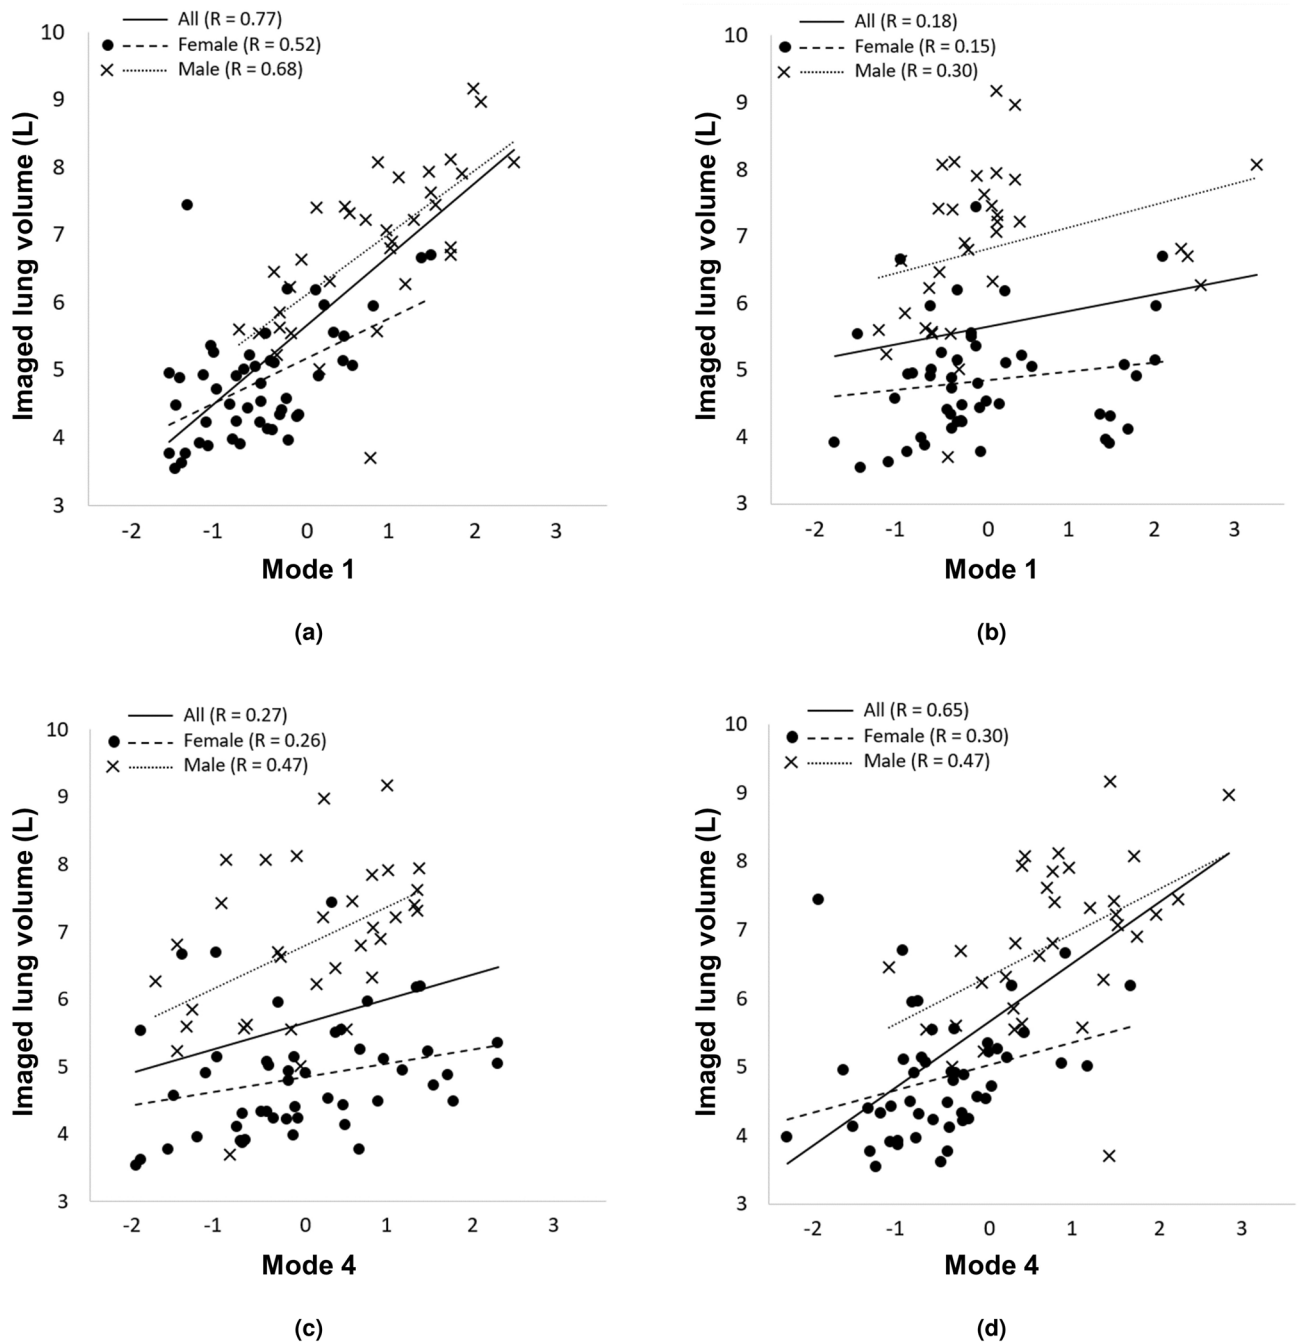 All (R = 0.77)
Female (R = 0.52)
Male (R = 0.68)
10
9
8
7
6
5
4
3
Imaged lung volume (L)
-2 -1 0 1 2 3
Mode 1
(a)
All (R = 0.18)
Female (R = 0.15)
Male (R = 0.30)
10
9
8
7
6
5
4
3
Imaged lung volume (L)
-2 -1 0 1 2 3
Mode 1
(b)
All (R = 0.27)
Female (R = 0.26)
Male (R = 0.47)
10
9
8
7
6
5
4
3
Imaged lung volume (L)
-2 -1 0 1 2 3
Mode 4
(c)
All (R = 0.65)
Female (R = 0.30)
Male (R = 0.47)
10
9
8
7
6
5
4
3
Imaged lung volume (L)
-2 -1 0 1 2 3
Mode 4
(d)